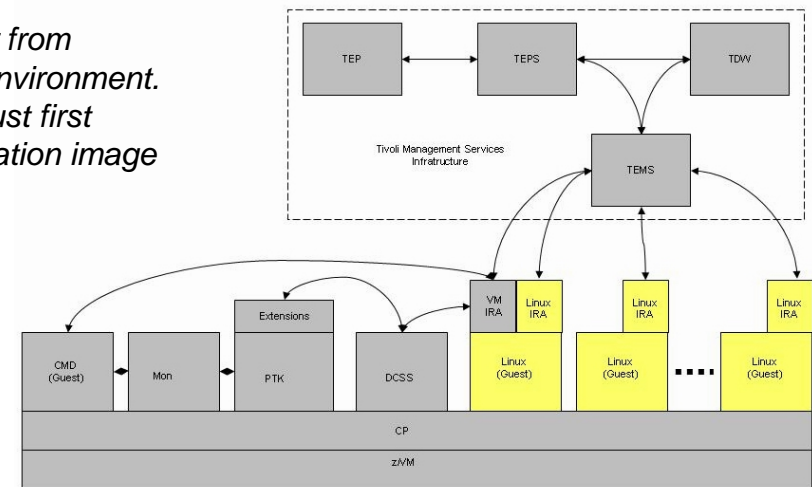 from
nvironment.
ust first
ation image
TEP
TEPS
TDW
Tivoli Management Services
Infratructure
TEMS
VM
IRA
Linux
IRA
Linux
IRA
Linux
IRA
Extensions
CMD
(Guest)
Mon
PTK
DCSS
Linux
(Guest)
Linux
(Guest)
Linux
(Guest)
CP
z/VM